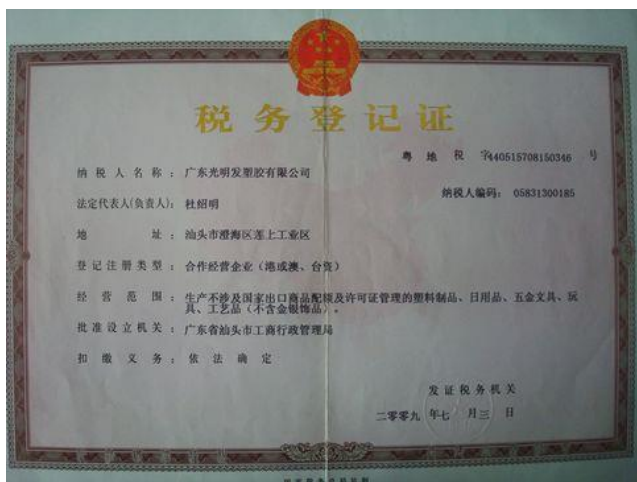 税务登记证
粤 地 税 字440515708150346 号
纳税人名称：广东光明发塑胶有限公司
纳税人编码：05831300185
法定代表人(负责人)：杜绍明
地 址：汕头市澄海区莲上工业区
登记注册类型：合作经营企业（港或澳、台资）
经 营 范 围：生产不涉及国家出口商品配额及许可证管理的塑料制品、日用品、五金文具、玩
具、工艺品（不含金银饰品）。
批准设立机关：广东省汕头市工商行政管理局
扣 缴 义 务：依 法 确 定
发证税务机关
二零零九 年七 月三 日